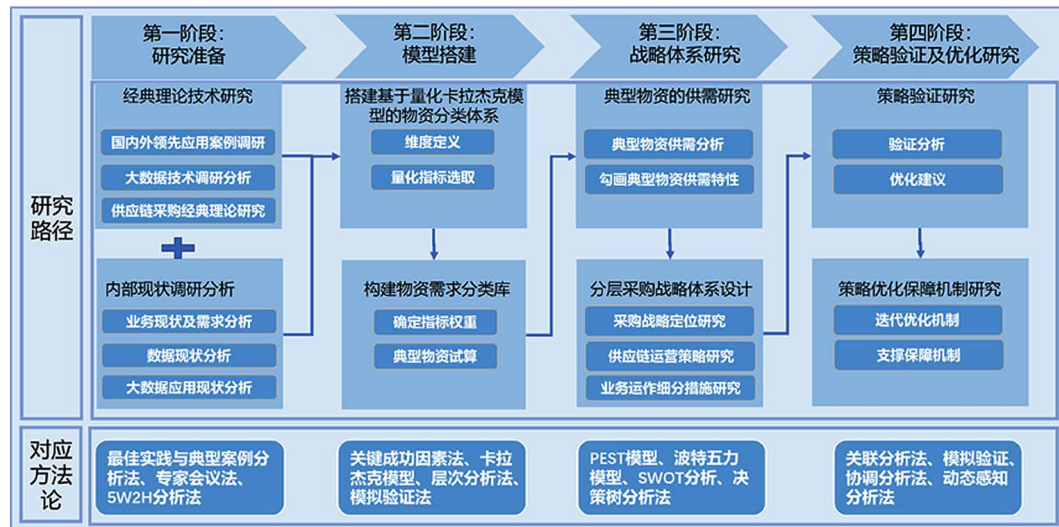 第一阶段：
研究准备
第二阶段：
模型搭建
第三阶段：
战略体系研究
第四阶段：
策略验证及优化研究
研究
路径
经典理论技术研究
国内外领先应用案例调研
大数据技术调研分析
供应链采购经典理论研究
内部现状调研分析
业务现状及需求分析
数据现状分析
大数据应用现状分析
搭建基于量化卡拉杰克模
型的物资分类体系
维度定义
量化指标选取
构建物资需求分类库
确定指标权重
典型物资试算
典型物资的供需研究
典型物资供需分析
勾画典型物资供需特性
分层采购战略体系设计
采购战略定位研究
供应链运营策略研究
业务运作细分措施研究
策略验证研究
验证分析
优化建议
策略优化保障机制研究
迭代优化机制
支撑保障机制
对应
方法
论
最佳实践与典型案例分
析法、专家会议法、
5W2H分析法
关键成功因素法、卡拉
杰克模型、层次分析法、
模拟验证法
PEST模型、波特五力
模型、SWOT分析、决
策树分析法
关联分析法、模拟验证、
协调分析法、动态感知
分析法